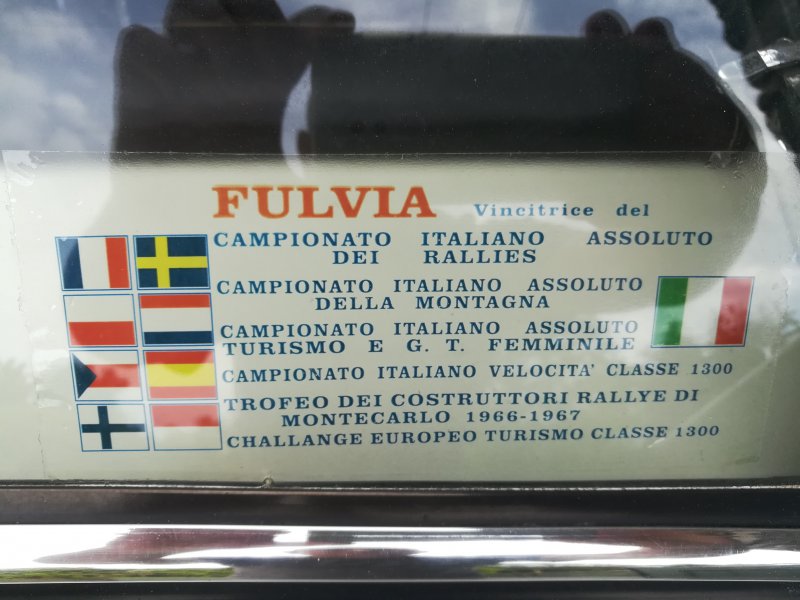 FULVIA Vincitrice del
CAMPIONATO ITALIANO ASSOLUTO
DEI RALLIES
CAMPIONATO ITALIANO ASSOLUTO
DELLA MONTAGNA
CAMPIONATO ITALIANO ASSOLUTO
TURISMO E G. T. FEMMINILE
CAMPIONATO ITALIANO VELOCITA' CLASSE 1300
TROFEO DEI COSTRUTTORI RALLYE DI
MONTECARLO 1966-1967
CHALLANGE EUROPEO TURISMO CLASSE 1300